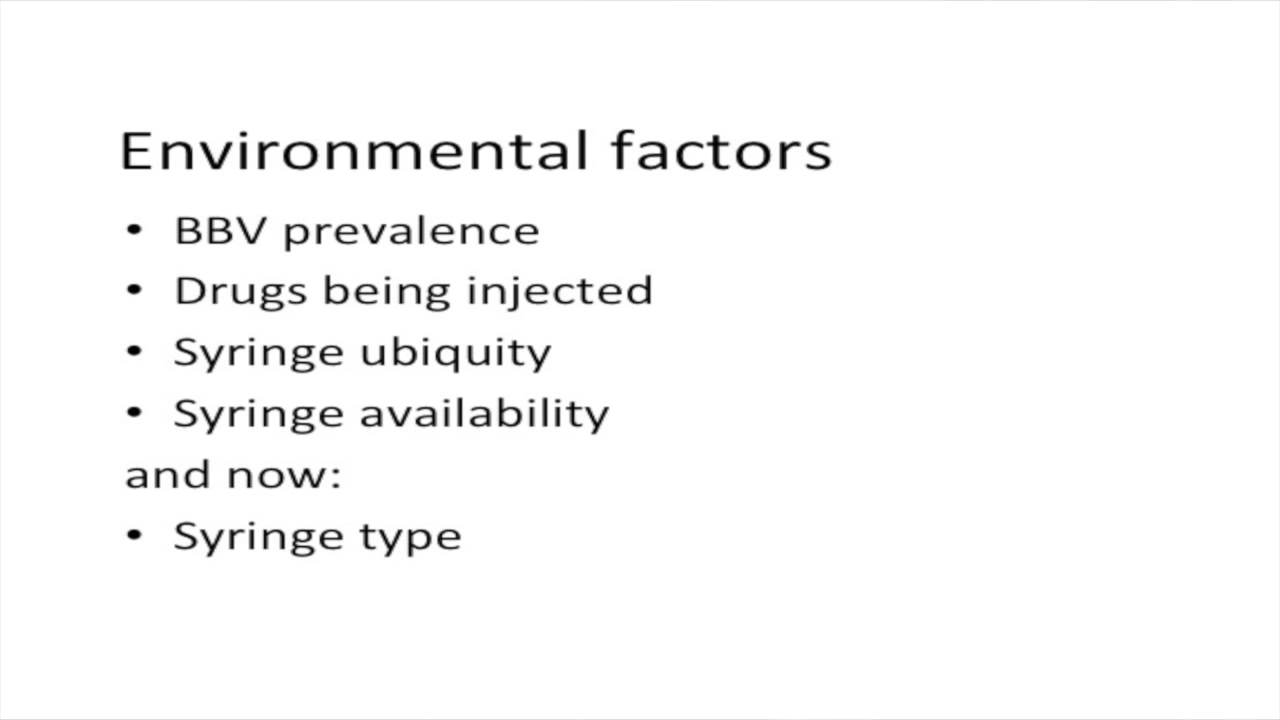 Environmental factors
• BBV prevalence
• Drugs being injected
• Syringe ubiquity
• Syringe availability
and now:
• Syringe type